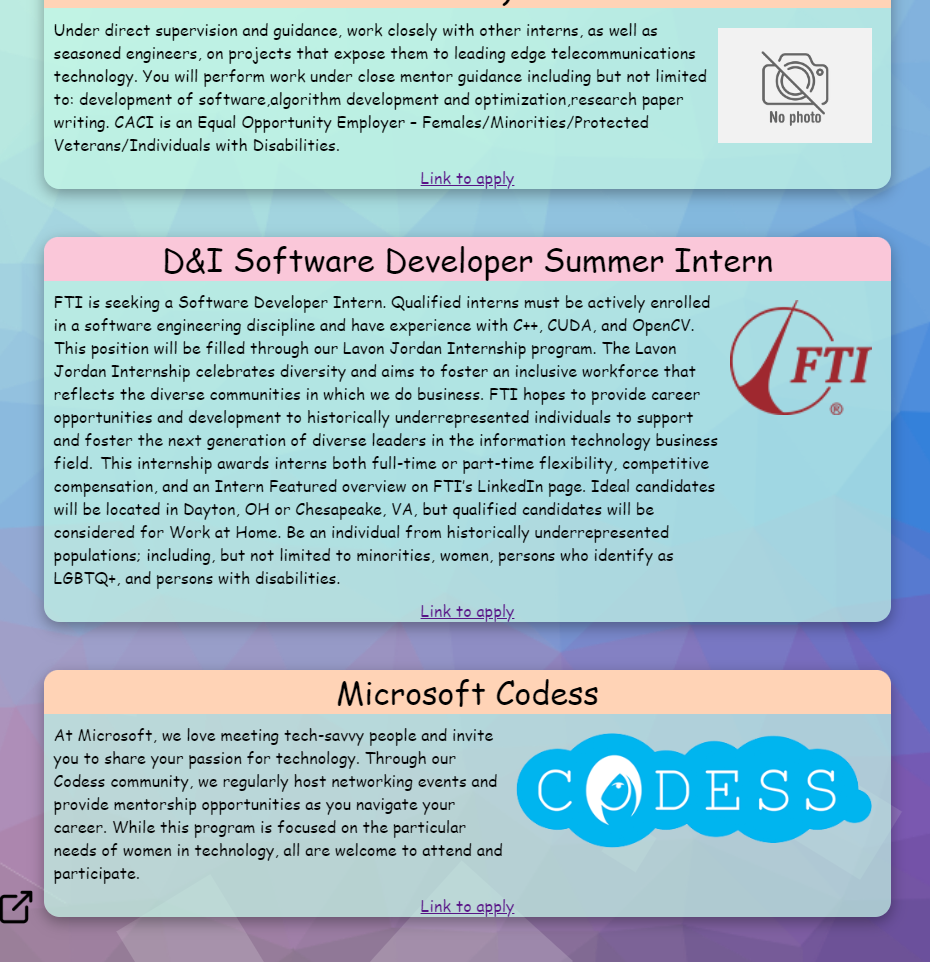 Under direct supervision and guidance, work closely with other interns, as well as
seasoned engineers, on projects that expose them to leading edge telecommunications
technology. You will perform work under close mentor guidance including but not limited
to: development of software,algorithm development and optimization,research paper
writing. CACI is an Equal Opportunity Employer – Females/Minorities/Protected
Veterans/Individuals with Disabilities.
No photo
Link to apply
D&I Software Developer Summer Intern
FTI is seeking a Software Developer Intern. Qualified interns must be actively enrolled
in a software engineering discipline and have experience with C++, CUDA, and OpenCV.
This position will be filled through our Lavon Jordan Internship program. The Lavon
Jordan Internship celebrates diversity and aims to foster an inclusive workforce that
reflects the diverse communities in which we do business. FTI hopes to provide career
opportunities and development to historically underrepresented individuals to support
and foster the next generation of diverse leaders in the information technology business
field. This internship awards interns both full-time or part-time flexibility, competitive
compensation, and an Intern Featured overview on FTI's LinkedIn page. Ideal candidates
will be located in Dayton, OH or Chesapeake, VA, but qualified candidates will be
considered for Work at Home. Be an individual from historically underrepresented
populations; including, but not limited to minorities, women, persons who identify as
LGBTQ+, and persons with disabilities.
FTI
®
Link to apply
Microsoft Codess
At Microsoft, we love meeting tech-savvy people and invite
you to share your passion for technology. Through our
Codess community, we regularly host networking events and
provide mentorship opportunities as you navigate your
career. While this program is focused on the particular
needs of women in technology, all are welcome to attend and
participate.
CODESS
Link to apply